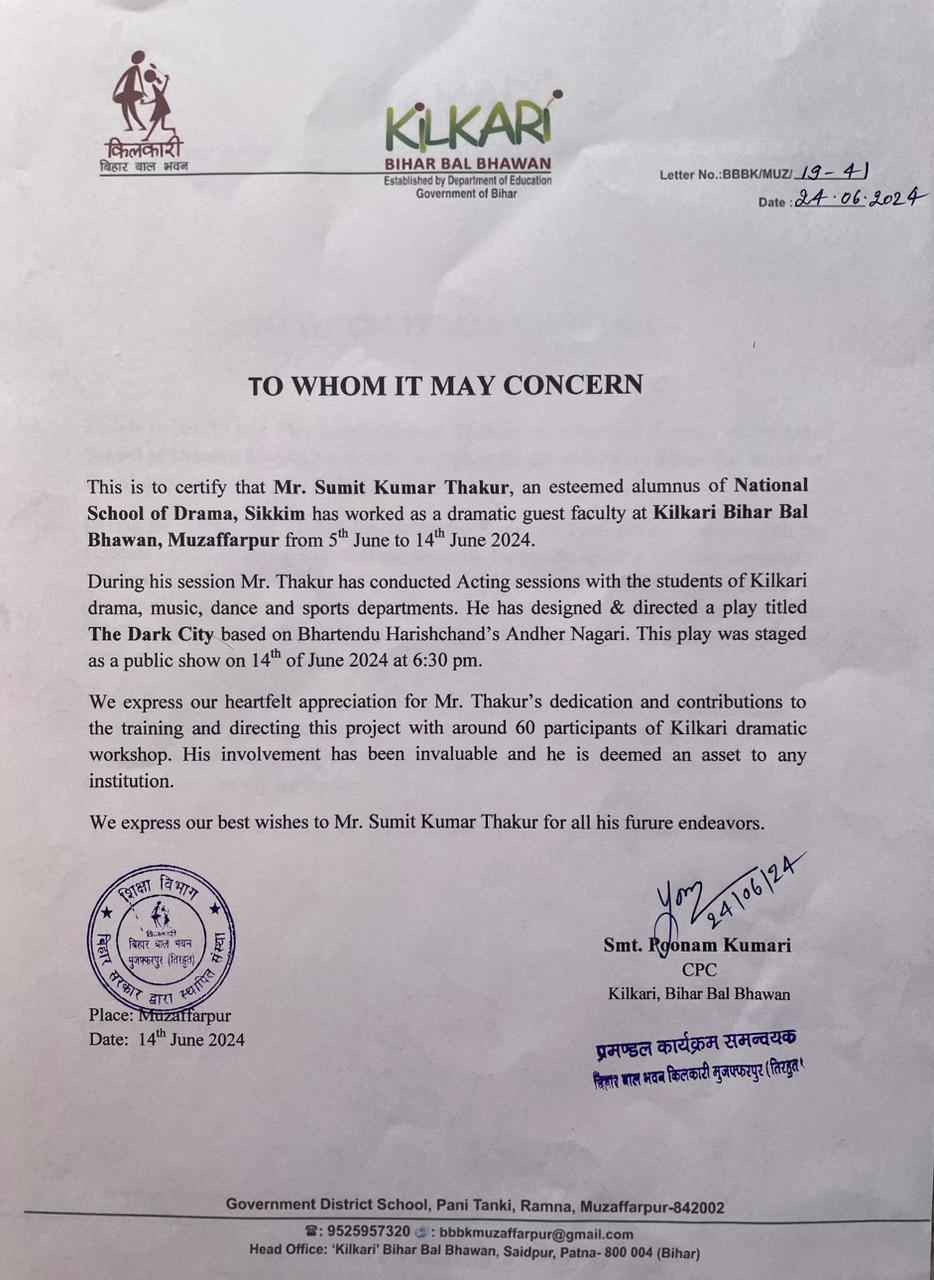 किलकारी
बिहार बाल भवन
KiLKARi
BIHAR BAL BHAWAN
Established by Department of Education
Government of Bihar
Letter No.:BBBK/MUZ/ 19-41
Date : 24.06.2024
TO WHOM IT MAY CONCERN
This is to certify that Mr. Sumit Kumar Thakur, an esteemed alumnus of National
School of Drama, Sikkim has worked as a dramatic guest faculty at Kilkari Bihar Bal
Bhawan, Muzaffarpur from 5th June to 14th June 2024.
During his session Mr. Thakur has conducted Acting sessions with the students of Kilkari
drama, music, dance and sports departments. He has designed & directed a play titled
The Dark City based on Bhartendu Harishchand's Andher Nagari. This play was staged
as a public show on 14th of June 2024 at 6:30 pm.
We express our heartfelt appreciation for Mr. Thakur's dedication and contributions to
the training and directing this project with around 60 participants of Kilkari dramatic
workshop. His involvement has been invaluable and he is deemed an asset to any
institution.
We express our best wishes to Mr. Sumit Kumar Thakur for all his furure endeavors.
शिक्षा विभाग
किलकारी
बिहार बाल भवन
मुजफ्फरपुर (तिरहुत)
बिहार सरकार द्वारा स्थापित संस्था
24/06/24
Smt. Poonam Kumari
CPC
Kilkari, Bihar Bal Bhawan
Place: Muzaffarpur
Date: 14th June 2024
प्रमण्डल कार्यक्रम समन्वयक
बिहार बाल भवन किलकारी मुजफ्फरपुर (तिरहुत)
Government District School, Pani Tanki, Ramna, Muzaffarpur-842002
☎: 9525957320 : bbbkmuzaffarpur@gmail.com
Head Office: 'Kilkari' Bihar Bal Bhawan, Saidpur, Patna- 800 004 (Bihar)